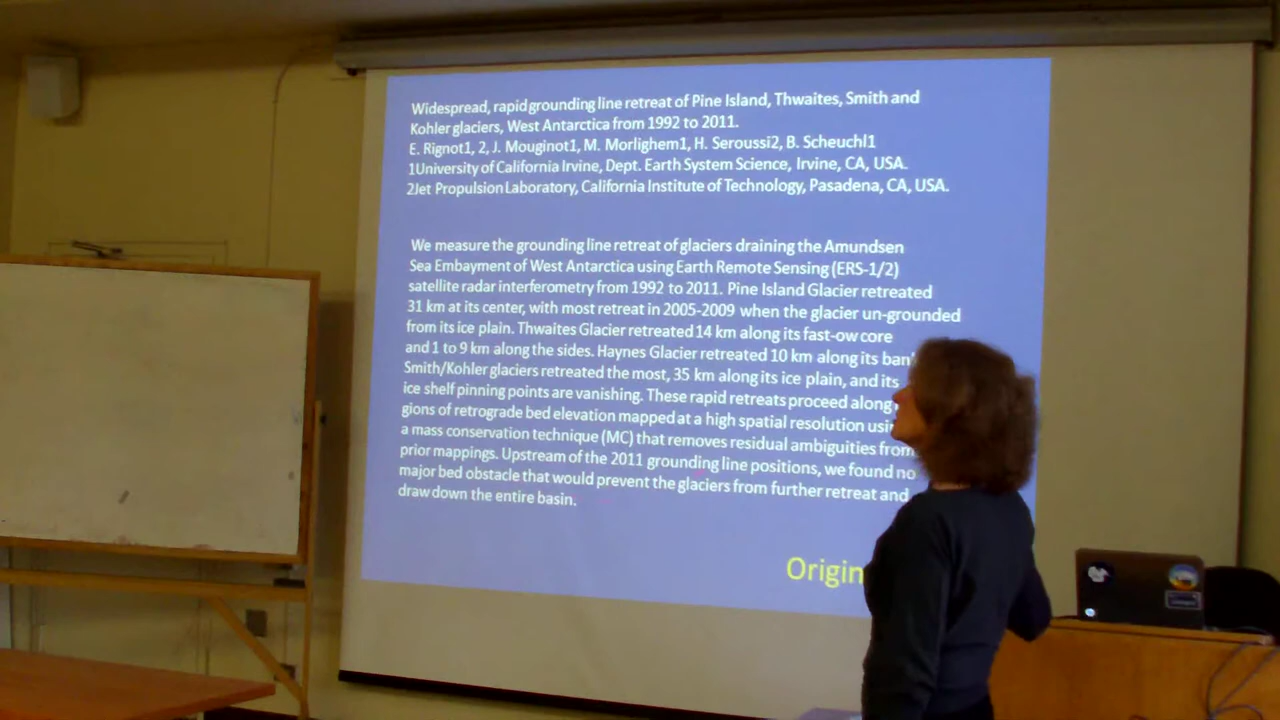 Widespread, rapid grounding line retreat of Pine Island, Thwaites, Smith and
Kohler glaciers, West Antarctica from 1992 to 2011.
E. Rignot1, 2, J. Mouginot1, M. Morlighem1, H. Seroussi2, B. Scheuchl1
1University of California Irvine, Dept. Earth System Science, Irvine, CA, USA.
2Jet Propulsion Laboratory, California Institute of Technology, Pasadena, CA, USA.
We measure the grounding line retreat of glaciers draining the Amundsen
Sea Embayment of West Antarctica using Earth Remote Sensing (ERS-1/2)
satellite radar interferometry from 1992 to 2011. Pine Island Glacier retreated
31 km at its center, with most retreat in 2005-2009 when the glacier un-grounded
from its ice plain. Thwaites Glacier retreated 14 km along its fast-ow core
and 1 to 9 km along the sides. Haynes Glacier retreated 10 km along its
Smith/Kohler glaciers retreated the most, 35 km along its ice plain, and its
ice shelf pinning points are vanishing. These rapid retreats proceed along
gions of retrograde bed elevation mapped at a high spatial resolution
a mass conservation technique (MC) that removes residual ambiguities from
prior mappings. Upstream of the 2011 grounding line positions, we found no
major bed obstacle that would prevent the glaciers from further retreat and
draw down the entire basin.
Origin